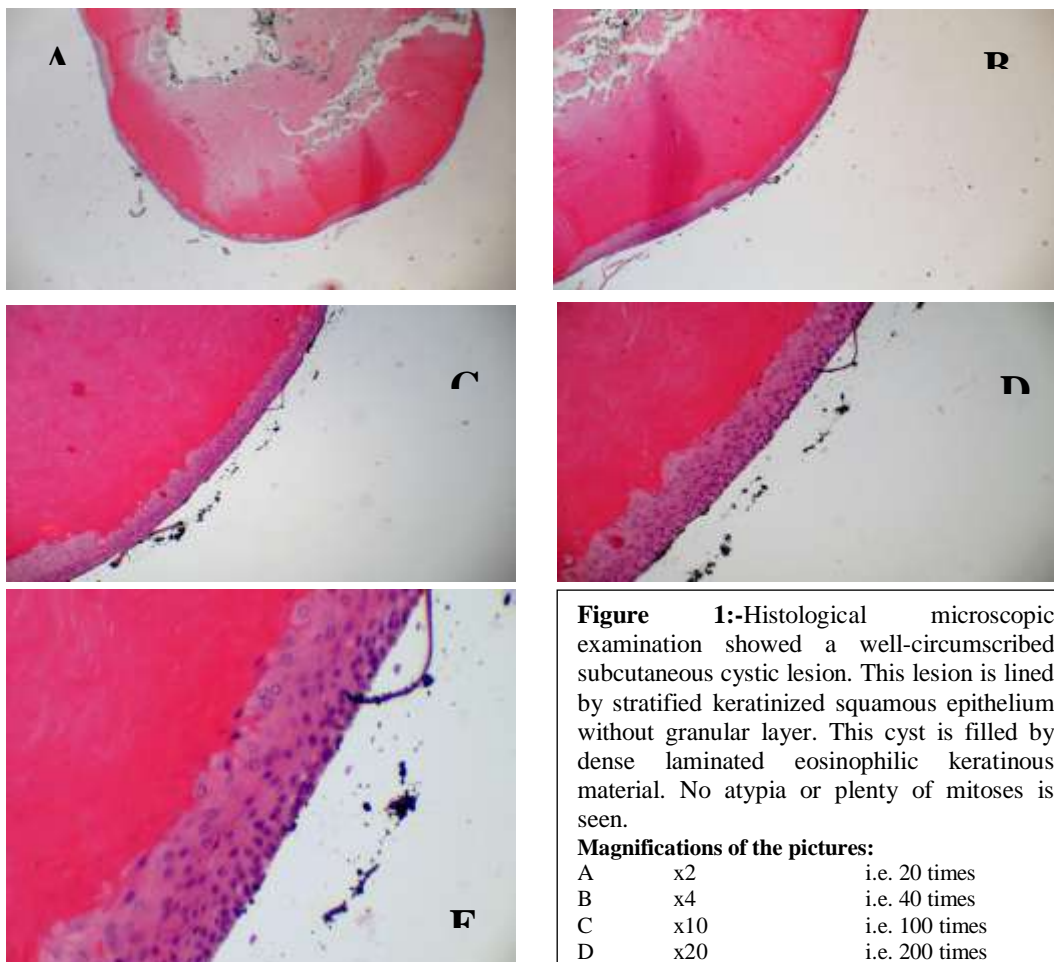 A
B
C
D
E
Figure 1:-Histological microscopic
examination showed a well-circumscribed
subcutaneous cystic lesion. This lesion is lined
by stratified keratinized squamous epithelium
without granular layer. This cyst is filled by
dense laminated eosinophilic keratinous
material. No atypia or plenty of mitoses is
seen.
Magnifications of the pictures:
A x2 i.e. 20 times
B x4 i.e. 40 times
C x10 i.e. 100 times
D x20 i.e. 200 times